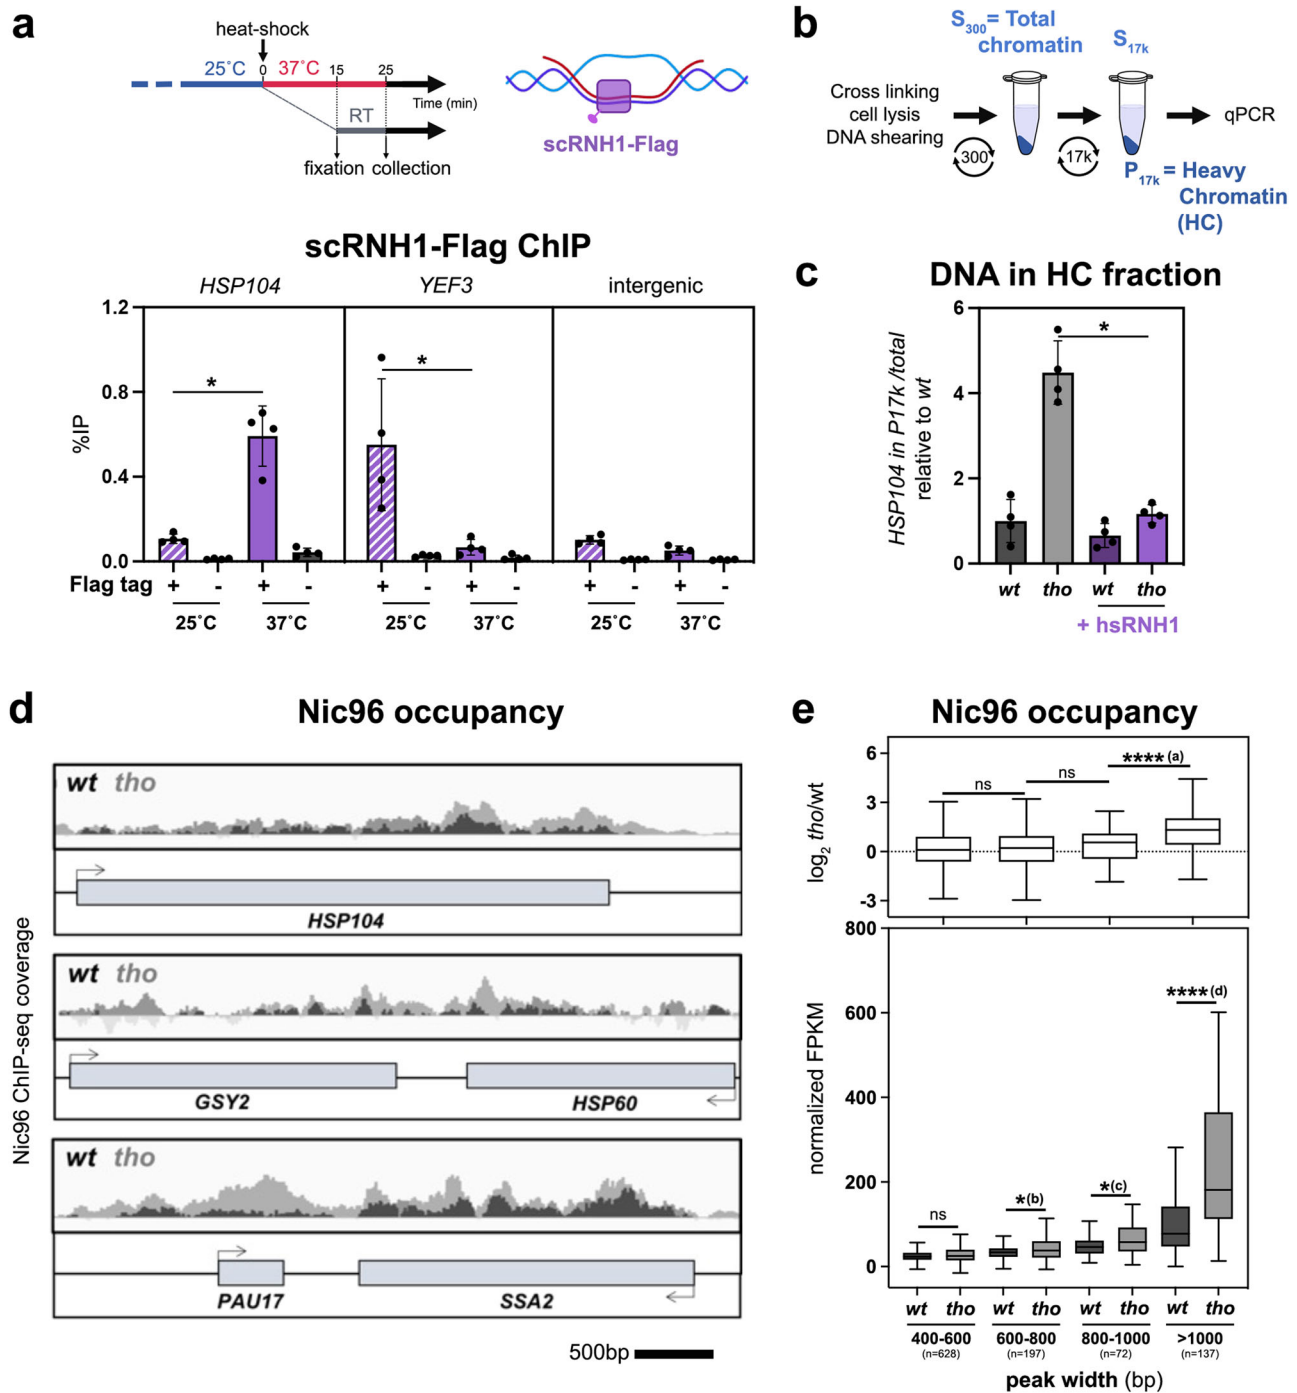 a
heat-shock
25°C
0
37°C
15
25
Time (min)
RT
fixation
collection
scRNH1-Flag
b
S300= Total
chromatin
S17k
Cross linking
cell lysis
DNA shearing
300
17k
qPCR
P17k = Heavy
Chromatin
(HC)
scRNH1-Flag ChIP
HSP104
YEF3
intergenic
%IP
1.2
0.8
0.4
0.0
*
*
Flag tag
+ - + - + - + - + - + -
25°C 37°C 25°C 37°C 25°C 37°C
c
DNA in HC fraction
HSP104 in P17k /total
relative to wt
6
4
2
0
*
wt tho wt tho
+ hsRNH1
d
Nic96 occupancy
Nic96 ChIP-seq coverage
wt tho
HSP104
wt tho
GSY2
HSP60
wt tho
PAU17
SSA2
500bp
e
Nic96 occupancy
log2 tho/wt
6
3
0
-3
ns
ns
****(a)
normalized FPKM
800
600
400
200
0
ns
*(b)
*(c)
****(d)
wt tho wt tho wt tho wt tho
400-600 600-800 800-1000 >1000
(n=628) (n=197) (n=72) (n=137)
peak width (bp)